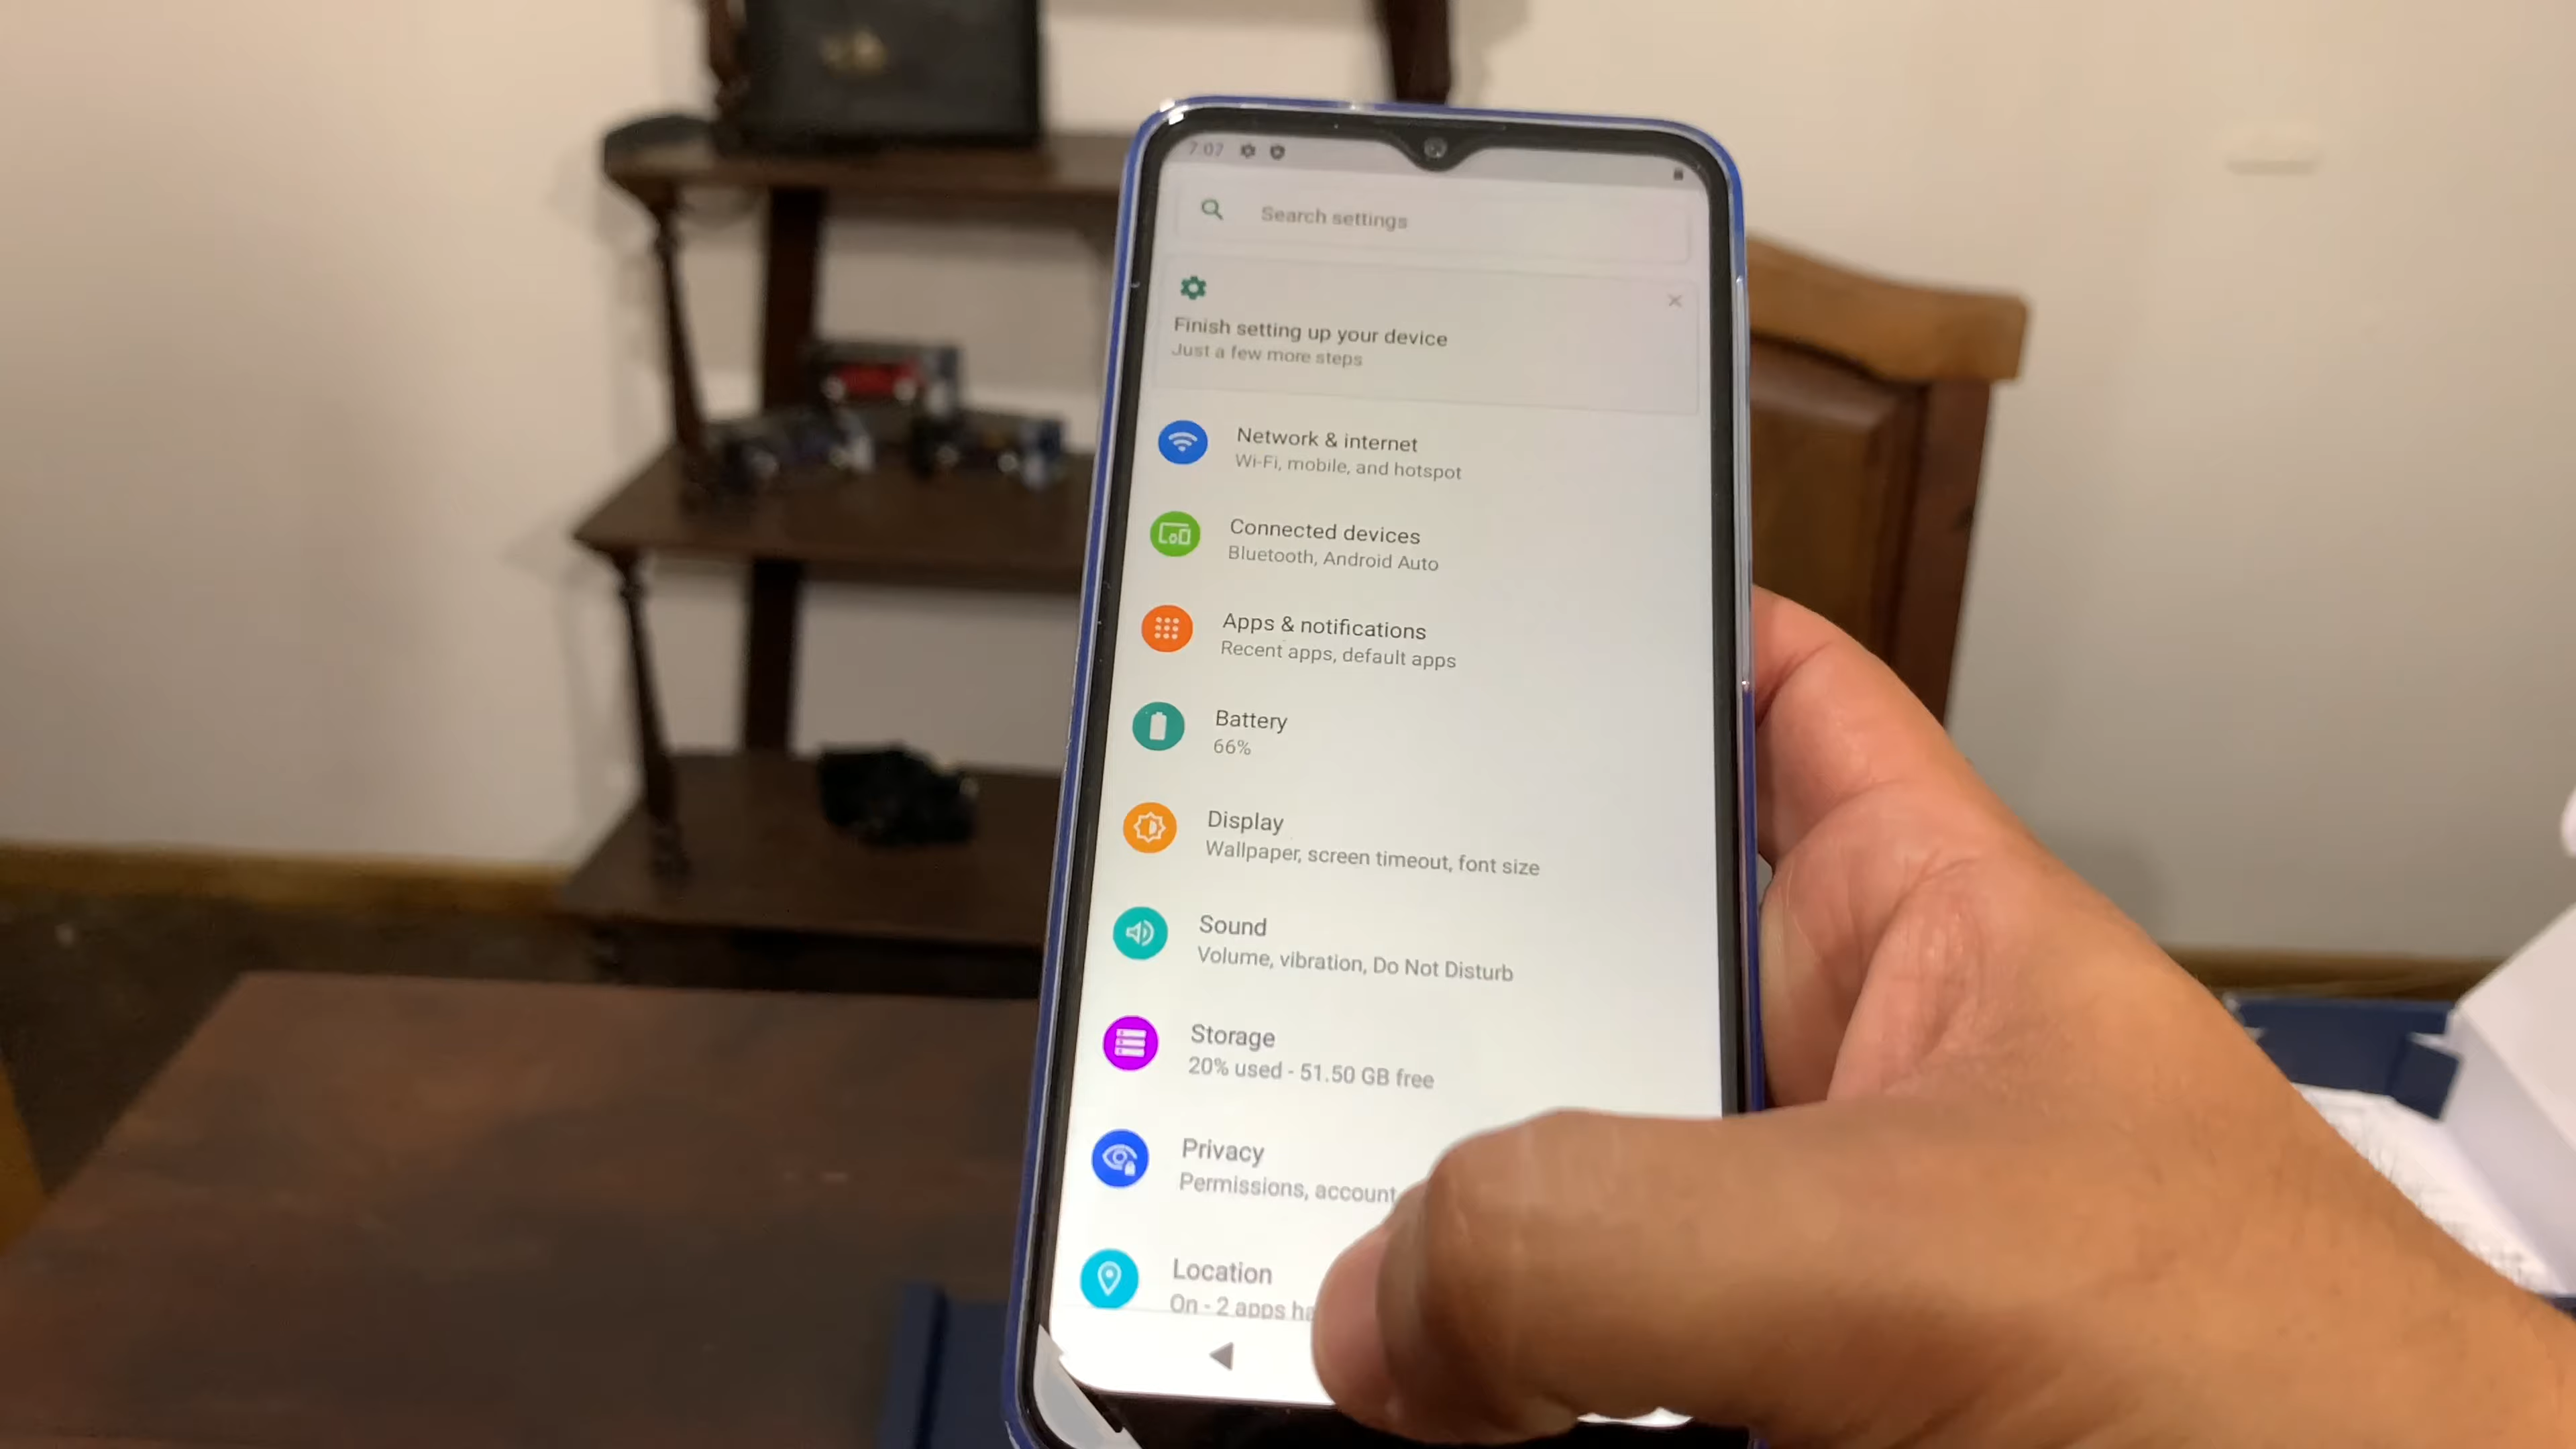 7:07
Search settings
Finish setting up your device
Just a few more steps
Network & internet
Wi-Fi, mobile, and hotspot
Connected devices
Bluetooth, Android Auto
Apps & notifications
Recent apps, default apps
Battery
66%
Display
Wallpaper, screen timeout, font size
Sound
Volume, vibration, Do Not Disturb
Storage
20% used - 51.50 GB free
Privacy
Permissions, account
Location
On - 2 apps ha